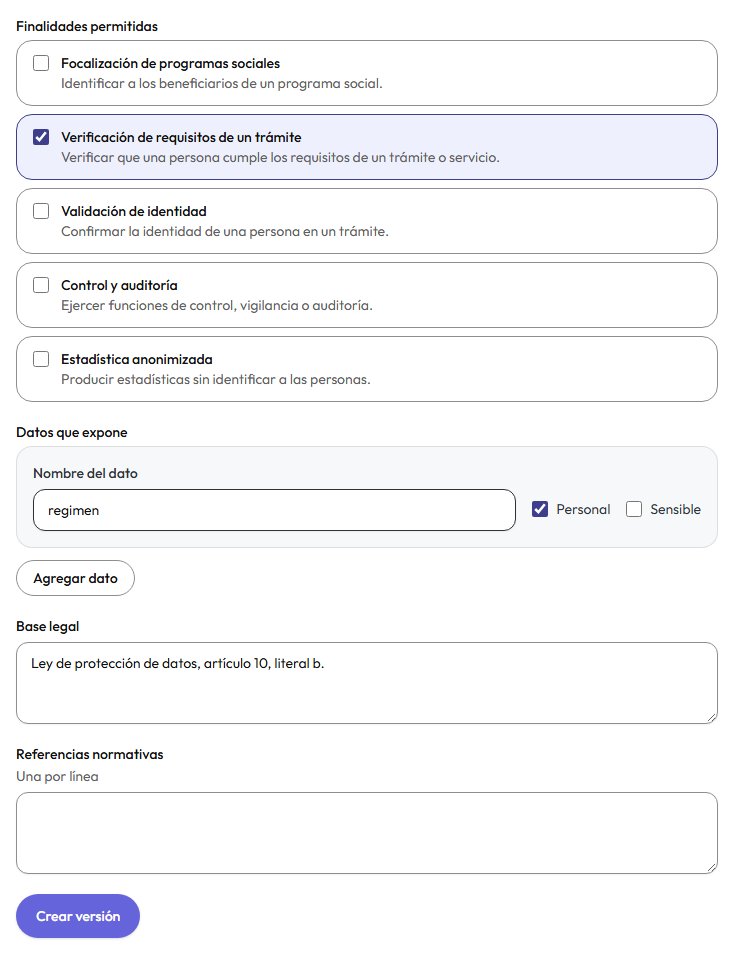 Finalidades permitidas
Focalización de programas sociales
Identificar a los beneficiarios de un programa social.
Verificación de requisitos de un trámite
Verificar que una persona cumple los requisitos de un trámite o servicio.
Validación de identidad
Confirmar la identidad de una persona en un trámite.
Control y auditoría
Ejercer funciones de control, vigilancia o auditoría.
Estadística anonimizada
Producir estadísticas sin identificar a las personas.
Datos que expone
Nombre del dato
regimen Personal Sensible
Agregar dato
Base legal
Ley de protección de datos, artículo 10, literal b.
Referencias normativas
Una por línea
Crear versión